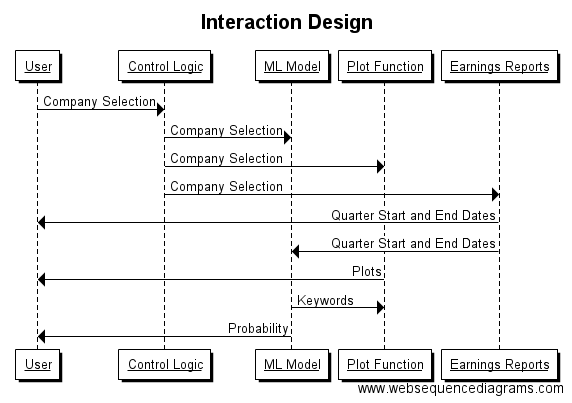 Interaction Design
User Control Logic ML Model Plot Function Earnings Reports
Company Selection
Company Selection
Company Selection
Company Selection
Quarter Start and End Dates
Quarter Start and End Dates
Plots
Keywords
Probability
User Control Logic ML Model Plot Function Earnings Reports
www.websequencediagrams.com